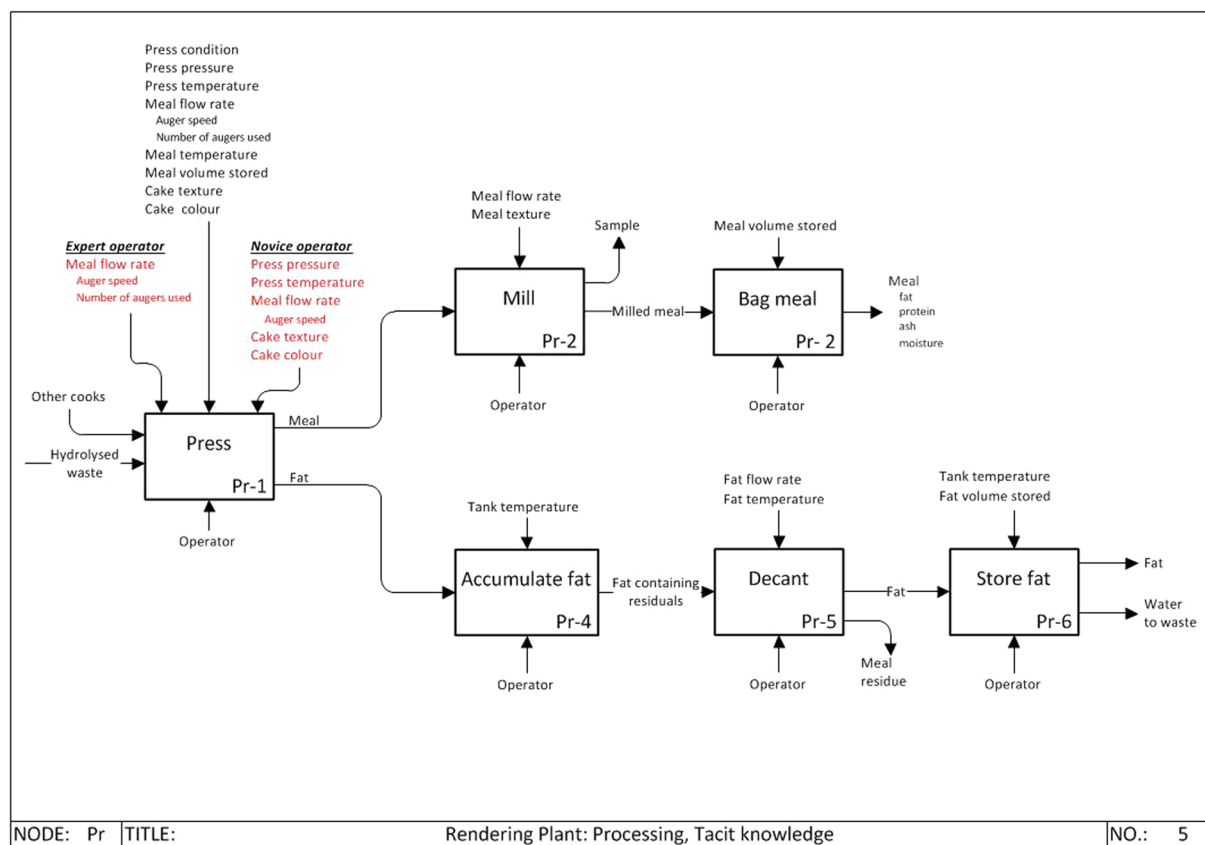 Press condition
Press pressure
Press temperature
Meal flow rate
Auger speed
Number of augers used
Meal temperature
Meal volume stored
Cake texture
Cake colour
Expert operator
Meal flow rate
Auger speed
Number of augers used
Novice operator
Press pressure
Press temperature
Meal flow rate
Auger speed
Cake texture
Cake colour
Other cooks
Hydrolysed
waste
Press
Pr-1
Operator
Meal
Fat
Meal flow rate
Meal texture
Sample
Mill
Pr-2
Operator
Milled meal
Meal volume stored
Bag meal
Pr- 2
Operator
Meal
fat
protein
ash
moisture
Tank temperature
Accumulate fat
Pr-4
Operator
Fat containing
residuals
Fat flow rate
Fat temperature
Decant
Pr-5
Operator
Fat
Meal
residue
Tank temperature
Fat volume stored
Store fat
Pr-6
Operator
Fat
Water
to waste
NODE: Pr TITLE: Rendering Plant: Processing, Tacit knowledge NO.: 5